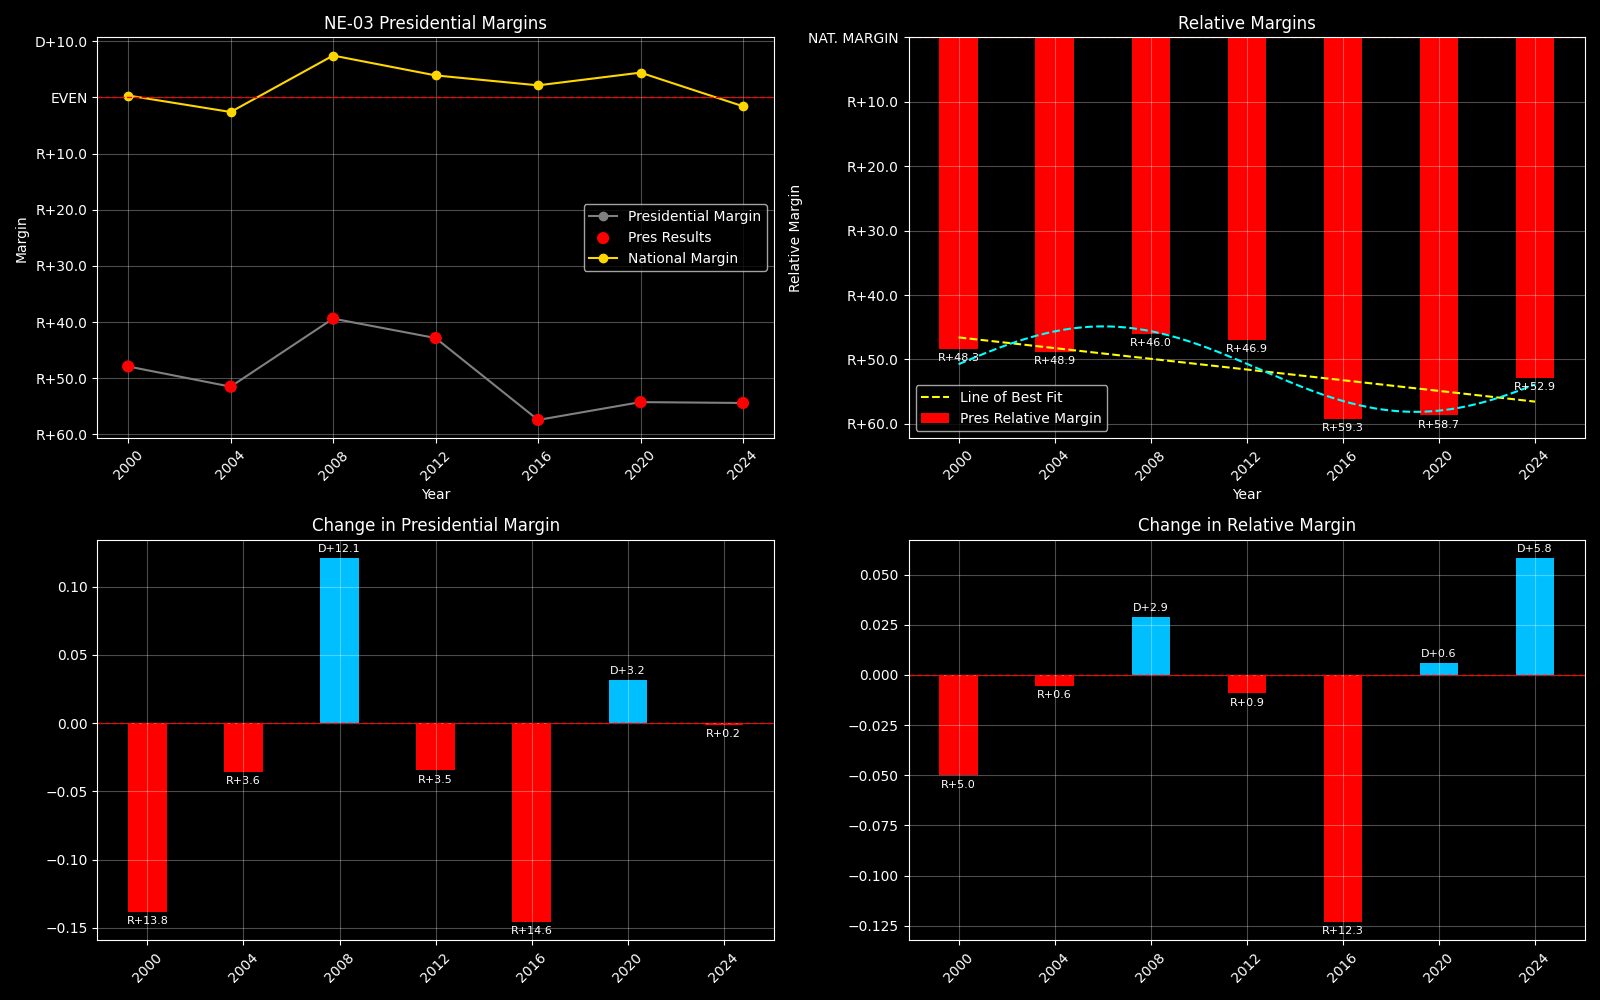 NE-03 Presidential Margins
D+10.0
EVEN
R+10.0
R+20.0
R+30.0
R+40.0
R+50.0
R+60.0
Margin
Presidential Margin
Pres Results
National Margin
2000
2004
2008
2012
2016
2020
2024
Year
Relative Margins
NAT. MARGIN
R+10.0
R+20.0
R+30.0
R+40.0
R+50.0
R+60.0
Relative Margin
R+48.3
R+48.9
R+46.0
R+46.9
R+59.3
R+58.7
R+52.9
Line of Best Fit
Pres Relative Margin
2000
2004
2008
2012
2016
2020
2024
Year
Change in Presidential Margin
0.10
0.05
0.00
−0.05
−0.10
−0.15
R+13.8
R+3.6
D+12.1
R+3.5
R+14.6
D+3.2
R+0.2
2000
2004
2008
2012
2016
2020
2024
Change in Relative Margin
0.050
0.025
0.000
−0.025
−0.050
−0.075
−0.100
−0.125
R+5.0
R+0.6
D+2.9
R+0.9
R+12.3
D+0.6
D+5.8
2000
2004
2008
2012
2016
2020
2024